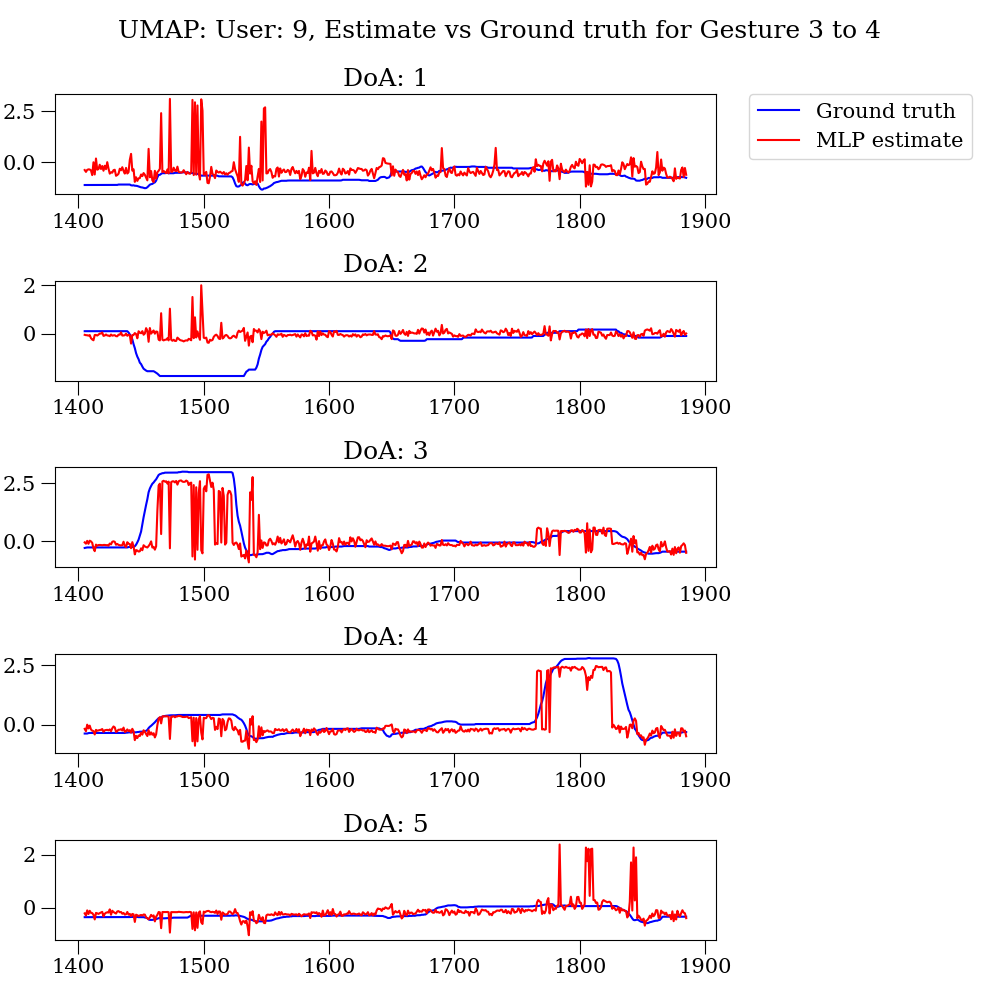 UMAP: User: 9, Estimate vs Ground truth for Gesture 3 to 4
DoA: 1
2.5
0.0
1400 1500 1600 1700 1800 1900
Ground truth
MLP estimate
DoA: 2
2
0
1400 1500 1600 1700 1800 1900
DoA: 3
2.5
0.0
1400 1500 1600 1700 1800 1900
DoA: 4
2.5
0.0
1400 1500 1600 1700 1800 1900
DoA: 5
2
0
1400 1500 1600 1700 1800 1900